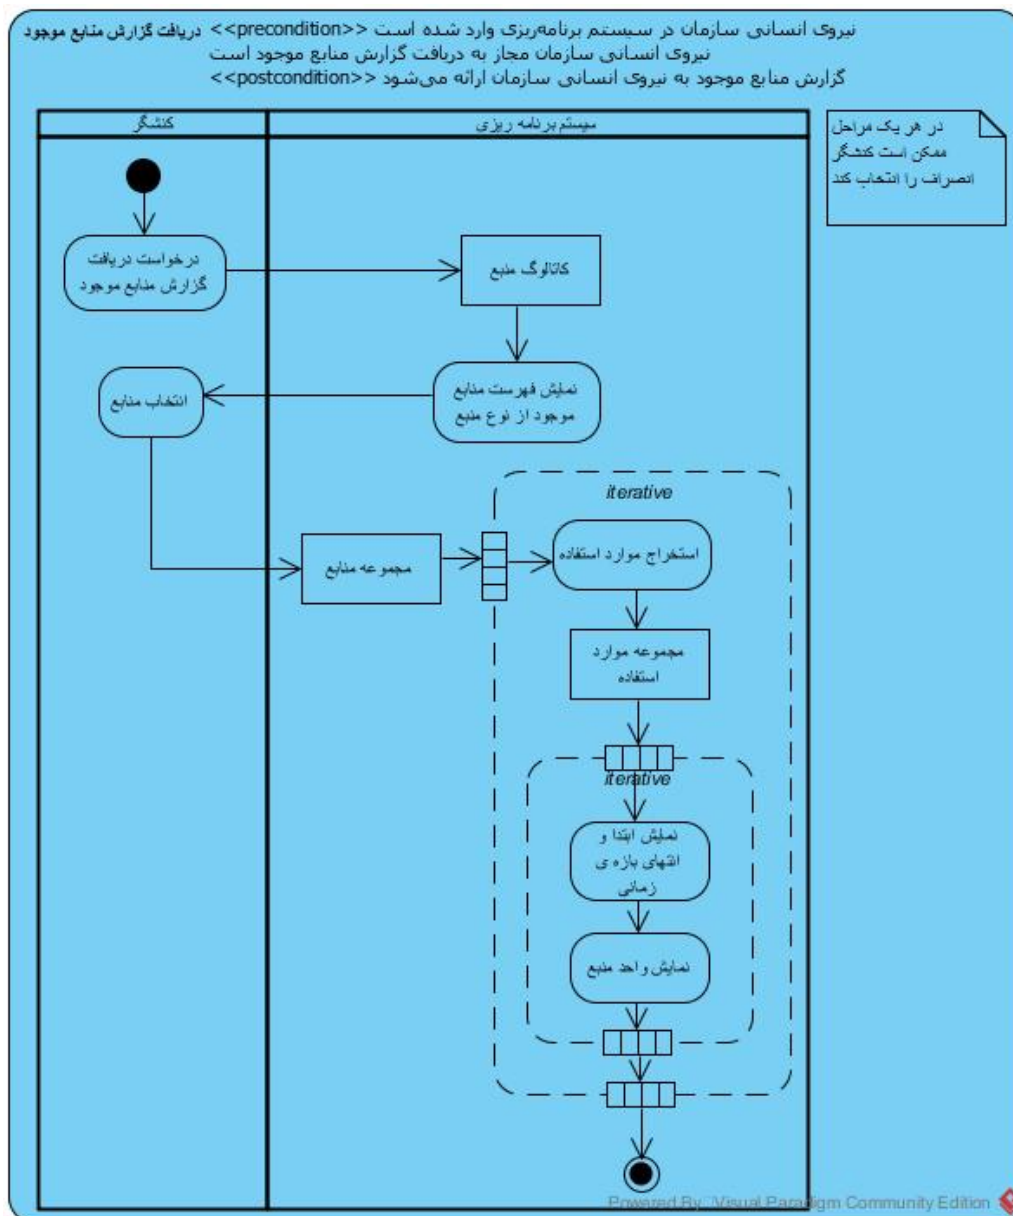 دریافت گزارش منابع موجود <<precondition>> نیروی انسانی سازمان در سیستم برنامه‌ریزی وارد شده است
نیروی انسانی سازمان مجاز به دریافت گزارش منابع موجود است
<<postcondition>> گزارش منابع موجود به نیروی انسانی سازمان ارائه می‌شود
کنشگر
سیستم برنامه ریزی
در هر یک مراحل
ممکن است کنشگر
انصراف را انتخاب کند
درخواست دریافت
گزارش منابع موجود
کاتالوگ منبع
نمایش فهرست منابع
موجود از نوع منبع
انتخاب منابع
iterative
استخراج موارد استفاده
مجموعه منابع
مجموعه موارد
استفاده
iterative
نمایش ابتدا و
انتهای بازه ی
زمانی
نمایش واحد منبع
Powered By Visual Paradigm Community Edition